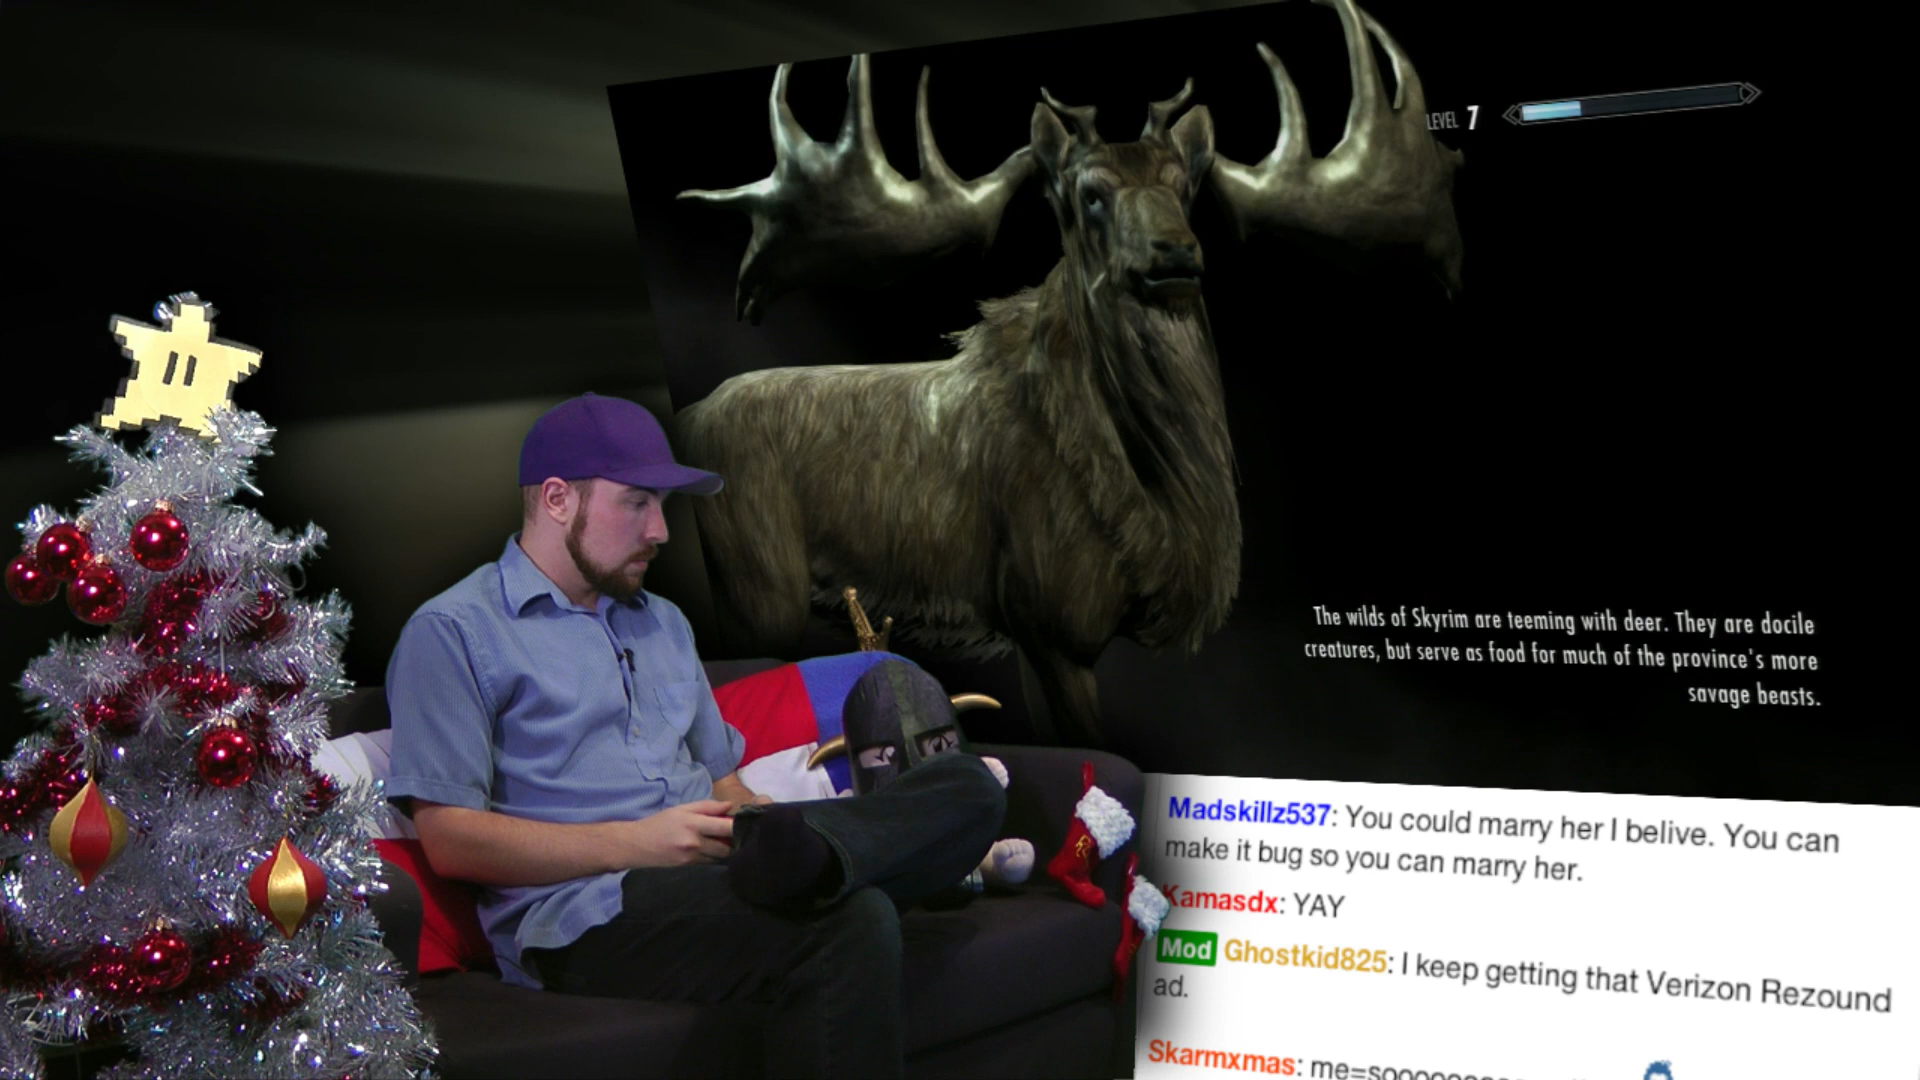 LEVEL 7
The wilds of Skyrim are teeming with deer. They are docile
creatures, but serve as food for much of the province's more
savage beasts.
Madskillz537: You could marry her I belive. You can
make it bug so you can marry her.
Kamasdx: YAY
Mod Ghostkid825: I keep getting that Verizon Rezound
ad.
Skarmxmas: